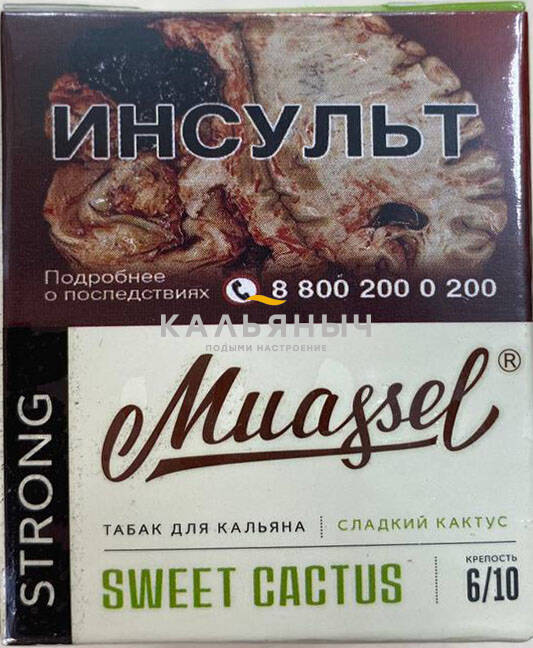 ИНСУЛЬТ
Подробнее
о последствиях
8 800 200 0 200
КАЛЬЯНЫЧ
ПОДЫМИ НАСТРОЕНИЕ
Muassel®
STRONG
ТАБАК ДЛЯ КАЛЬЯНА
СЛАДКИЙ КАКТУС
SWEET CACTUS
КРЕПОСТЬ
6/10